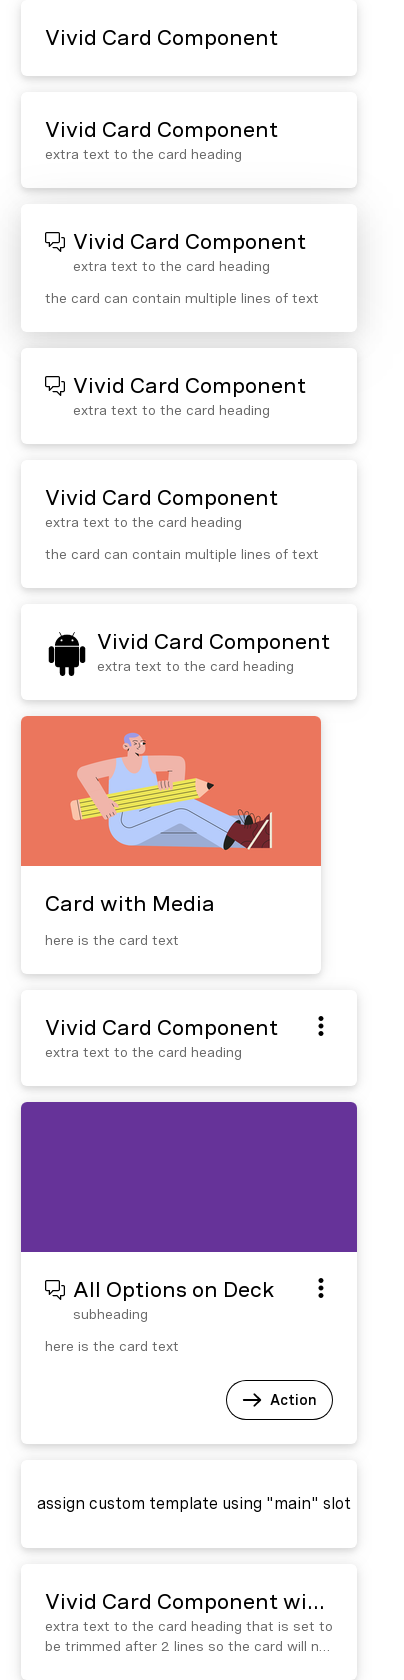 Vivid Card Component
Vivid Card Component
extra text to the card heading
Vivid Card Component
extra text to the card heading
the card can contain multiple lines of text
Vivid Card Component
extra text to the card heading
Vivid Card Component
extra text to the card heading
the card can contain multiple lines of text
Vivid Card Component
extra text to the card heading
Card with Media
here is the card text
Vivid Card Component
extra text to the card heading
All Options on Deck
subheading
here is the card text
Action
assign custom template using "main" slot
Vivid Card Component wi...
extra text to the card heading that is set to
be trimmed after 2 lines so the card will n...